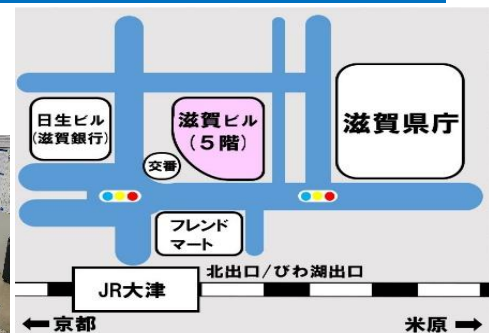 日生ビル
(滋賀銀行)
滋賀ビル
(5階)
交番
滋賀県庁
フレンド
マート
北出口/びわ湖出口
JR大津
←京都
米原→